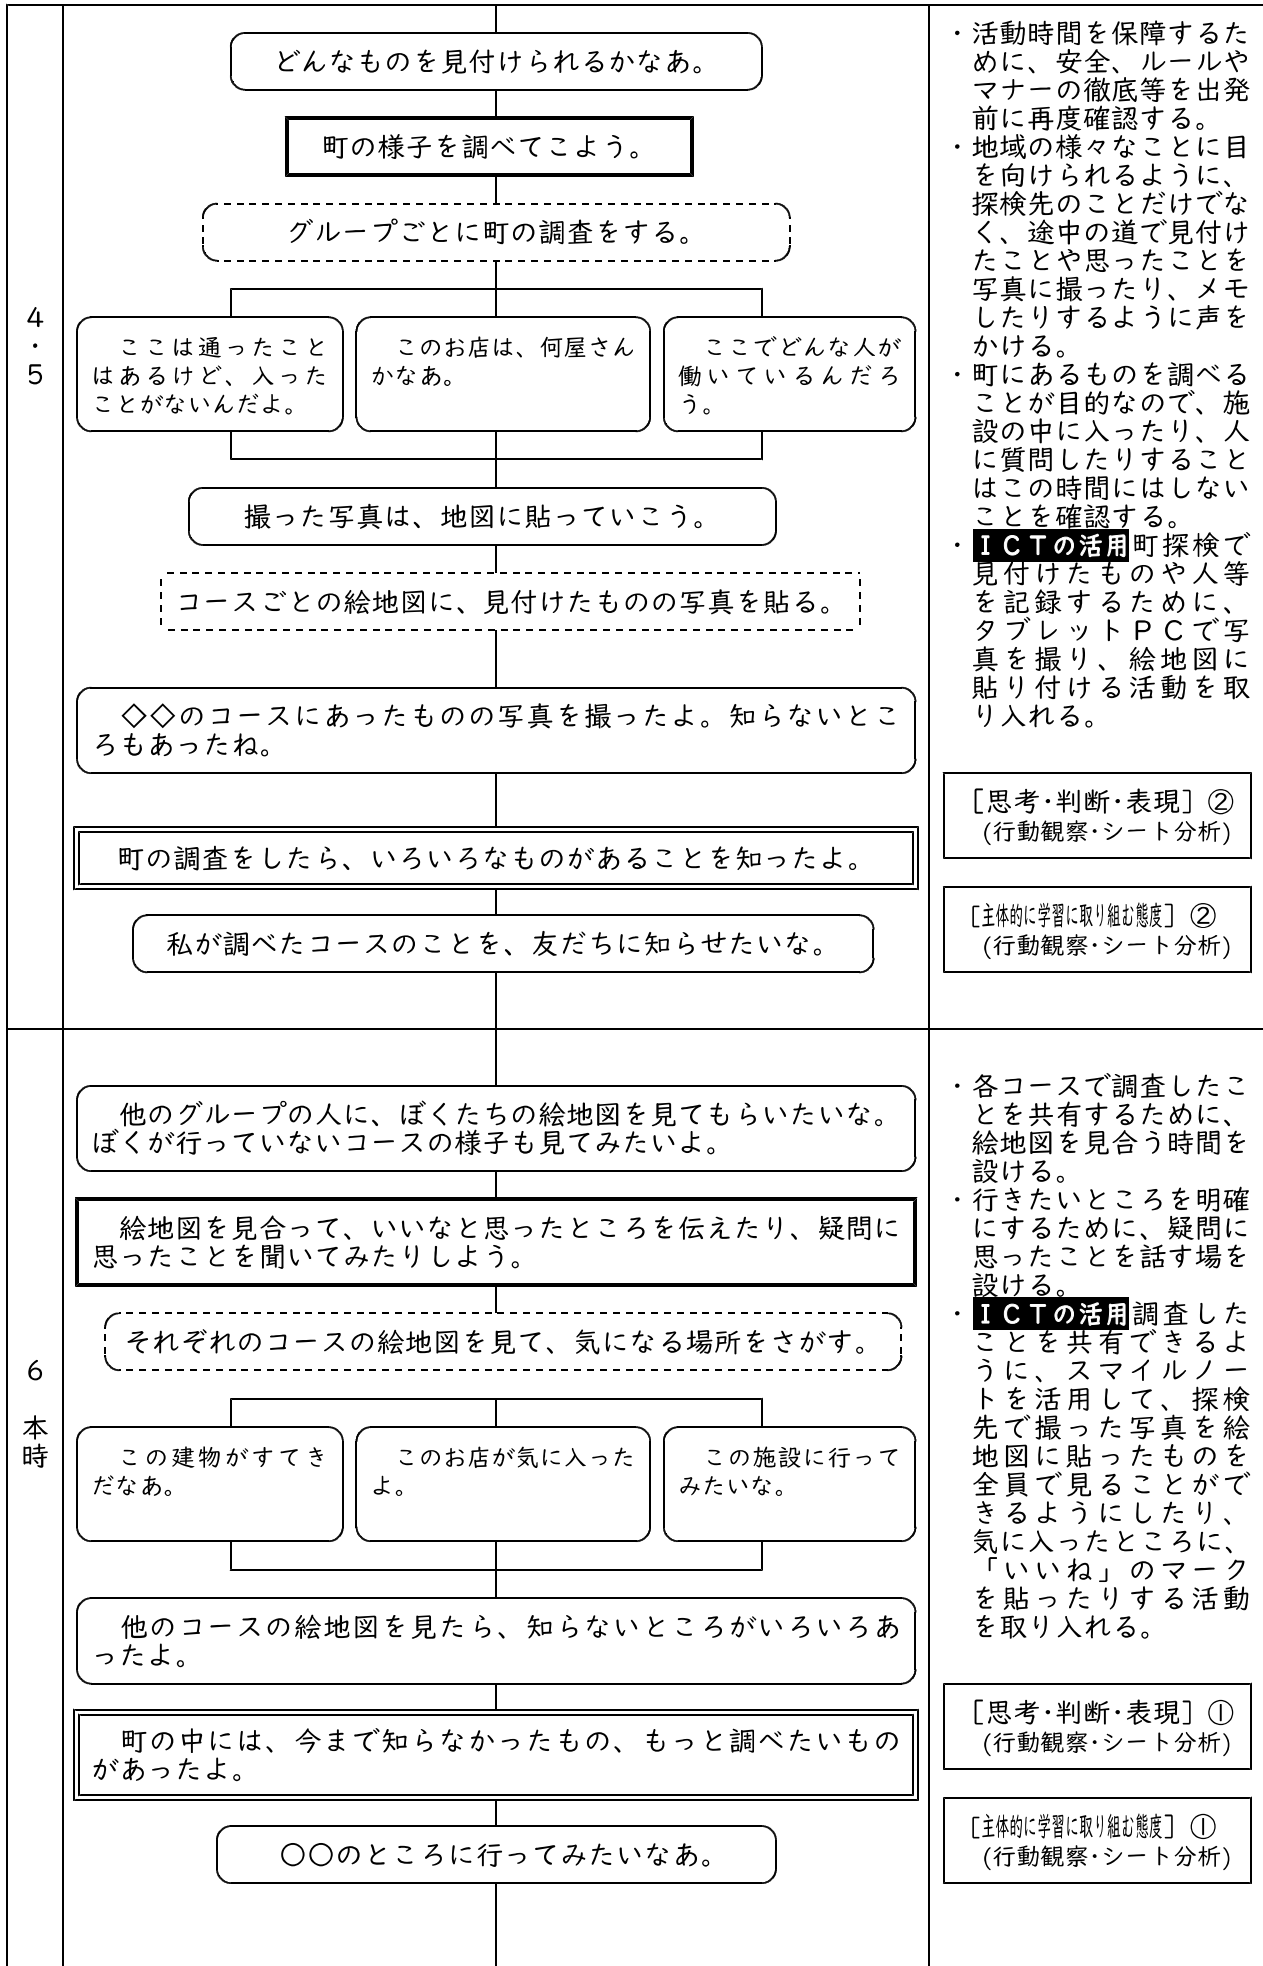 4
・
5
どんなものを見付けられるかなあ。
町の様子を調べてこよう。
グループごとに町の調査をする。
ここは通ったこと
はあるけど、入った
ことがないんだよ。
このお店は、何屋さん
かなあ。
ここでどんな人が
働いているんだろ
う。
撮った写真は、地図に貼っていこう。
コースごとの絵地図に、見付けたものの写真を貼る。
◇◇のコースにあったものの写真を撮ったよ。知らないとこ
ろもあったね。
町の調査をしたら、いろいろなものがあることを知ったよ。
私が調べたコースのことを、友だちに知らせたいな。
・活動時間を保障するた
めに、安全、ルールや
マナーの徹底等を出発
前に再度確認する。
・地域の様々なことに目
を向けられるように、
探検先のことだけでな
く、途中の道で見付け
たことや思ったことを
写真に撮ったり、メモ
したりするように声を
かける。
・町にあるものを調べる
ことが目的なので、施
設の中に入ったり、人
に質問したりすること
はこの時間にはしない
ことを確認する。
・ＩＣＴの活用町探検で
見付けたものや人等
を記録するために、
タブレットＰＣで写
真を撮り、絵地図に
貼り付ける活動を取
り入れる。
［思考･判断･表現］②
(行動観察･シート分析)
［主体的に学習に取り組む態度］②
(行動観察･シート分析)
6
本
時
他のグループの人に、ぼくたちの絵地図を見てもらいたいな。
ぼくが行っていないコースの様子も見てみたいよ。
絵地図を見合って、いいなと思ったところを伝えたり、疑問に
思ったことを聞いてみたりしよう。
それぞれのコースの絵地図を見て、気になる場所をさがす。
この建物がすてき
だなあ。
このお店が気に入った
よ。
この施設に行って
みたいな。
他のコースの絵地図を見たら、知らないところがいろいろあ
ったよ。
町の中には、今まで知らなかったもの、もっと調べたいもの
があったよ。
〇〇のところに行ってみたいなあ。
・各コースで調査したこ
とを共有するために、
絵地図を見合う時間を
設ける。
・行きたいところを明確
にするために、疑問に
思ったことを話す場を
設ける。
・ＩＣＴの活用調査した
ことを共有できるよ
うに、スマイルノー
トを活用して、探検
先で撮った写真を絵
地図に貼ったものを
全員で見ることがで
きるようにしたり、
気に入ったところに、
「いいね」のマーク
を貼ったりする活動
を取り入れる。
［思考･判断･表現］①
(行動観察･シート分析)
［主体的に学習に取り組む態度］①
(行動観察･シート分析)